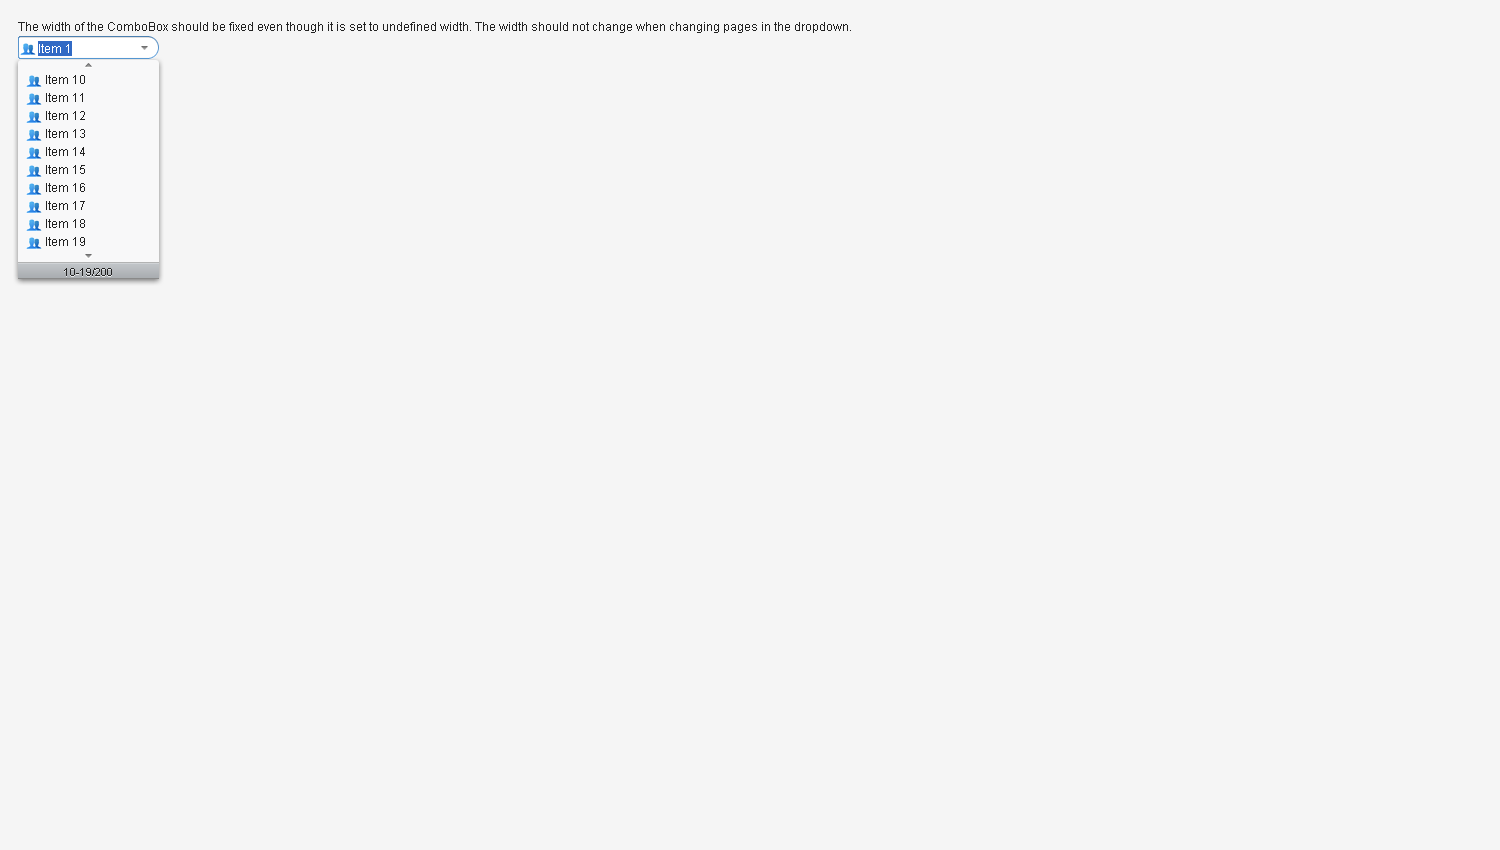 The width of the ComboBox should be fixed even though it is set to undefined width. The width should not change when changing pages in the dropdown.
Item 1
Item 10
Item 11
Item 12
Item 13
Item 14
Item 15
Item 16
Item 17
Item 18
Item 19
10-19/200